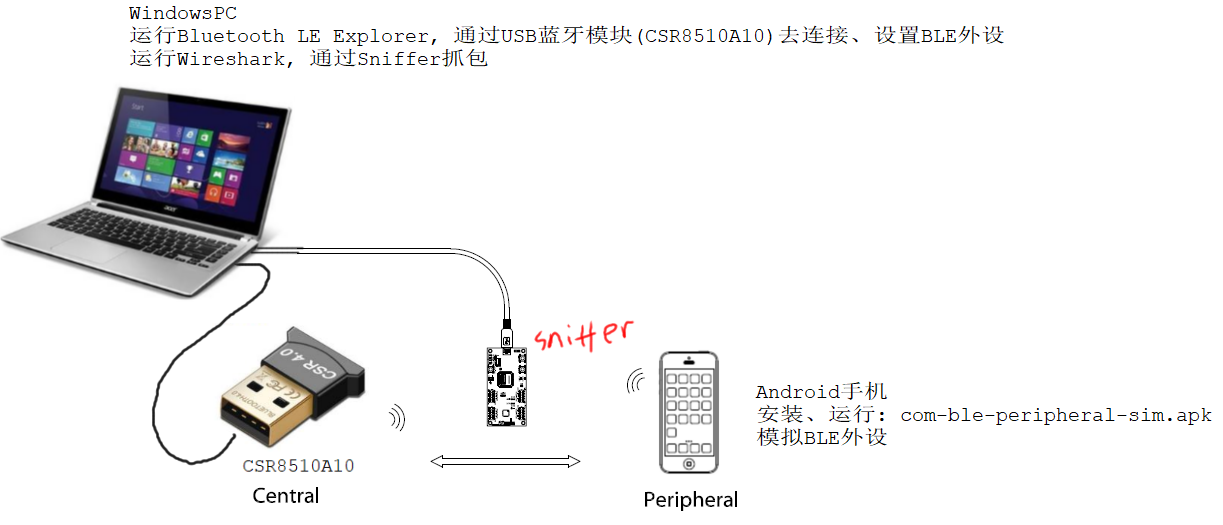 WindowsPC
运行Bluetooth LE Explorer, 通过USB蓝牙模块(CSR8510A10)去连接、设置BLE外设
运行Wireshark, 通过Sniffer抓包
Start
acer
sniffer
CSR 4.0
BLUETOOTH4.0
CSR8510A10
Central
Android手机
安装、运行: com-ble-peripheral-sim.apk
模拟BLE外设
Peripheral